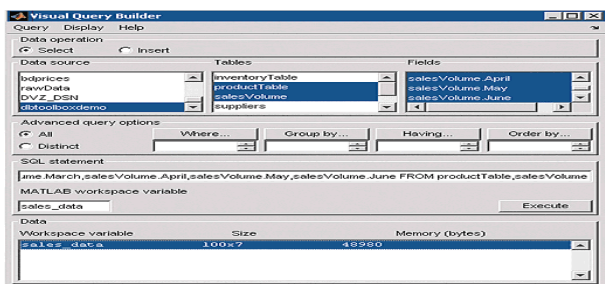 Visual Query Builder
Query Display Help
Data operation
Select Insert
Data source Tables Fields
bdprices inventoryTable salesVolume.April
rawData productTable salesVolume.May
DVZ_DSN salesVolume salesVolume.June
dbtoolboxdemo suppliers
Advanced query options
All Where... Group by... Having... Order by...
Distinct
SQL statement
ume.March,salesVolume.April,salesVolume.May,salesVolume.June FROM productTable,salesVolume
MATLAB workspace variable
sales_data Execute
Data
Workspace variable Size Memory (bytes)
sales_data 100x7 48980